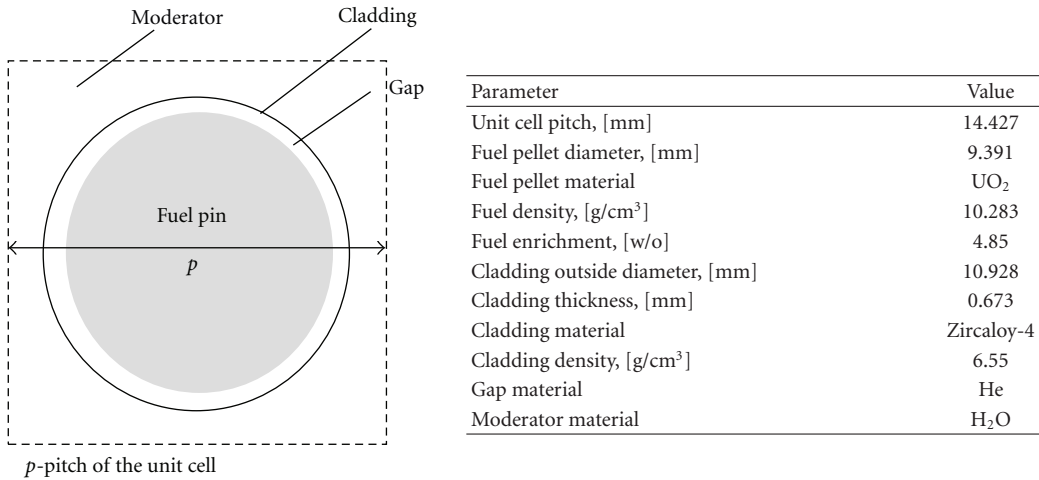 Moderator
Cladding
Gap
Fuel pin
p
p-pitch of the unit cell
Parameter Value
Unit cell pitch, [mm] 14.427
Fuel pellet diameter, [mm] 9.391
Fuel pellet material UO₂
Fuel density, [g/cm³] 10.283
Fuel enrichment, [w/o] 4.85
Cladding outside diameter, [mm] 10.928
Cladding thickness, [mm] 0.673
Cladding material Zircaloy-4
Cladding density, [g/cm³] 6.55
Gap material He
Moderator material H₂O